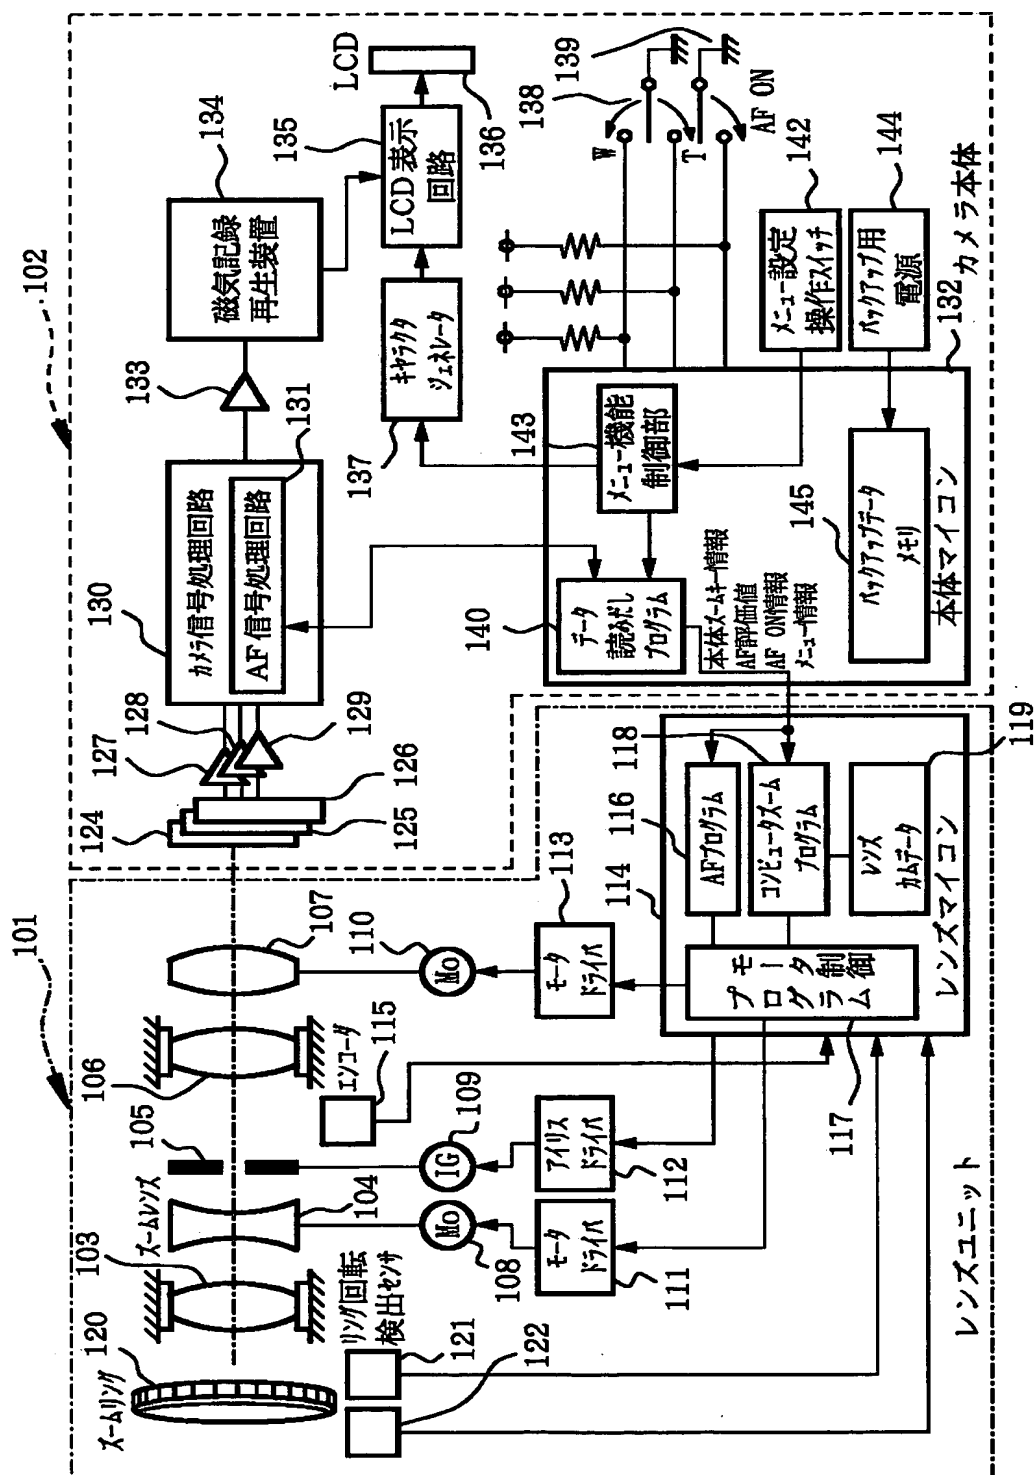 101
102
ズームリング
120
103
ズームレンズ
104
105
106
107
124
125
126
127
128
129
130
カメラ信号処理回路
AF信号処理回路
131
133
134
磁気記録
再生装置
135
LCD表示
回路
LCD
136
137
キャラクタ
ジェネレータ
138
139
W
T
AF ON
リング回転
検出センサ
121
122
108
Mo
109
IG
エンコーダ
115
110
Mo
モータ
ドライバ
111
アイリス
ドライバ
112
モータ
ドライバ
113
114
116
118
AFプログラム
コンピュータズーム
プログラム
レンズ
カムデータ
119
モータ制御
プログラム
117
レンズマイコン
レンズユニット
140
データ
読みだし
プログラム
143
メニュー機能
制御部
本体ズームキー情報
AF評価値
AF ON情報
メニュー情報
145
バックアップデータ
メモリ
本体マイコン
132
142
メニュー設定
操作スイッチ
144
バックアップ用
電源
カメラ本体